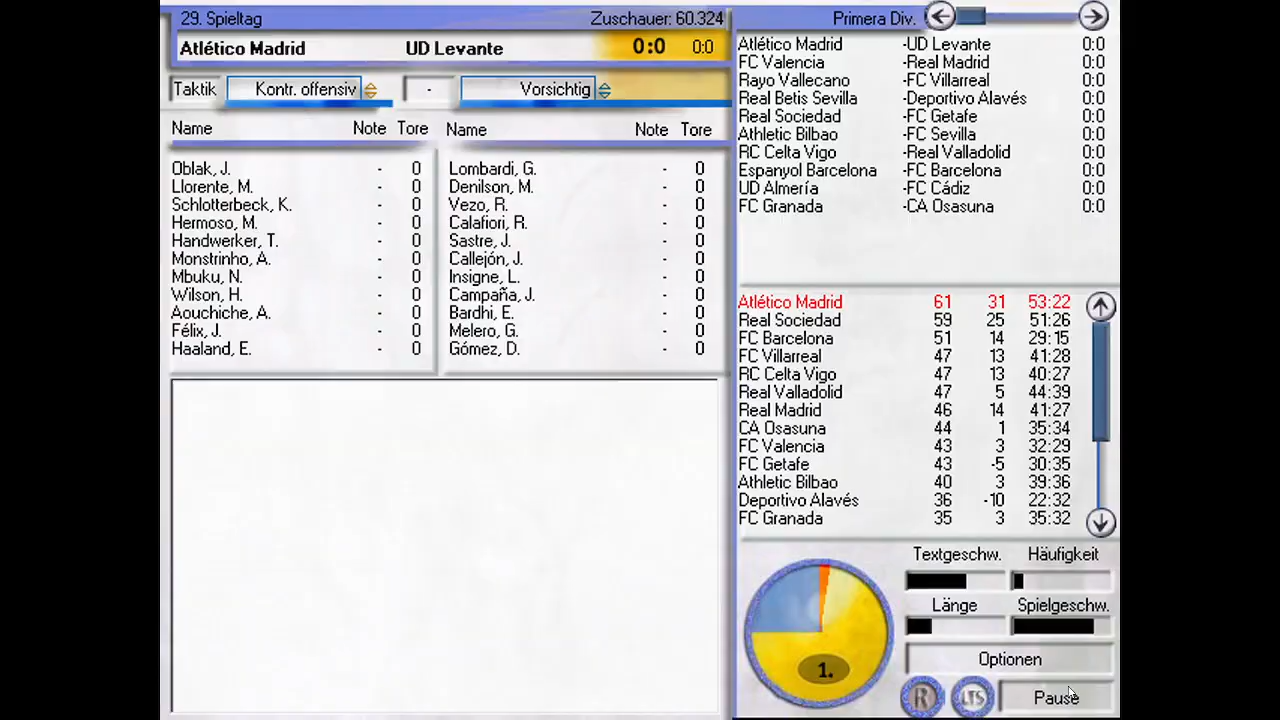 29. Spieltag Zuschauer: 60.324
Atlético Madrid UD Levante 0:0 0:0
Taktik Kontr. offensiv - Vorsichtig
Name Note Tore Name Note Tore
Oblak, J. - 0 Lombardi, G. - 0
Llorente, M. - 0 Denilson, M. - 0
Schlotterbeck, K. - 0 Vezo, R. - 0
Hermoso, M. - 0 Calafiori, R. - 0
Handwerker, T. - 0 Sastre, J. - 0
Monstrinho, A. - 0 Callejón, J. - 0
Mbuku, N. - 0 Insigne, L. - 0
Wilson, H. - 0 Campaña, J. - 0
Aouchiche, A. - 0 Bardhi, E. - 0
Félix, J. - 0 Melero, G. - 0
Haaland, E. - 0 Gómez, D. - 0
Primera Div.
Atlético Madrid -UD Levante 0:0
FC Valencia -Real Madrid 0:0
Rayo Vallecano -FC Villarreal 0:0
Real Betis Sevilla -Deportivo Alavés 0:0
Real Sociedad -FC Getafe 0:0
Athletic Bilbao -FC Sevilla 0:0
RC Celta Vigo -Real Valladolid 0:0
Espanyol Barcelona -FC Barcelona 0:0
UD Almería -FC Cádiz 0:0
FC Granada -CA Osasuna 0:0
Atlético Madrid 61 31 53:22
Real Sociedad 59 25 51:26
FC Barcelona 51 14 29:15
FC Villarreal 47 13 41:28
RC Celta Vigo 47 13 40:27
Real Valladolid 47 5 44:39
Real Madrid 46 14 41:27
CA Osasuna 44 1 35:34
FC Valencia 43 3 32:29
FC Getafe 43 -5 30:35
Athletic Bilbao 40 3 39:36
Deportivo Alavés 36 -10 22:32
FC Granada 35 3 35:32
Textgeschw. Häufigkeit
Länge Spielgeschw.
1.
Optionen
R LTS Pause